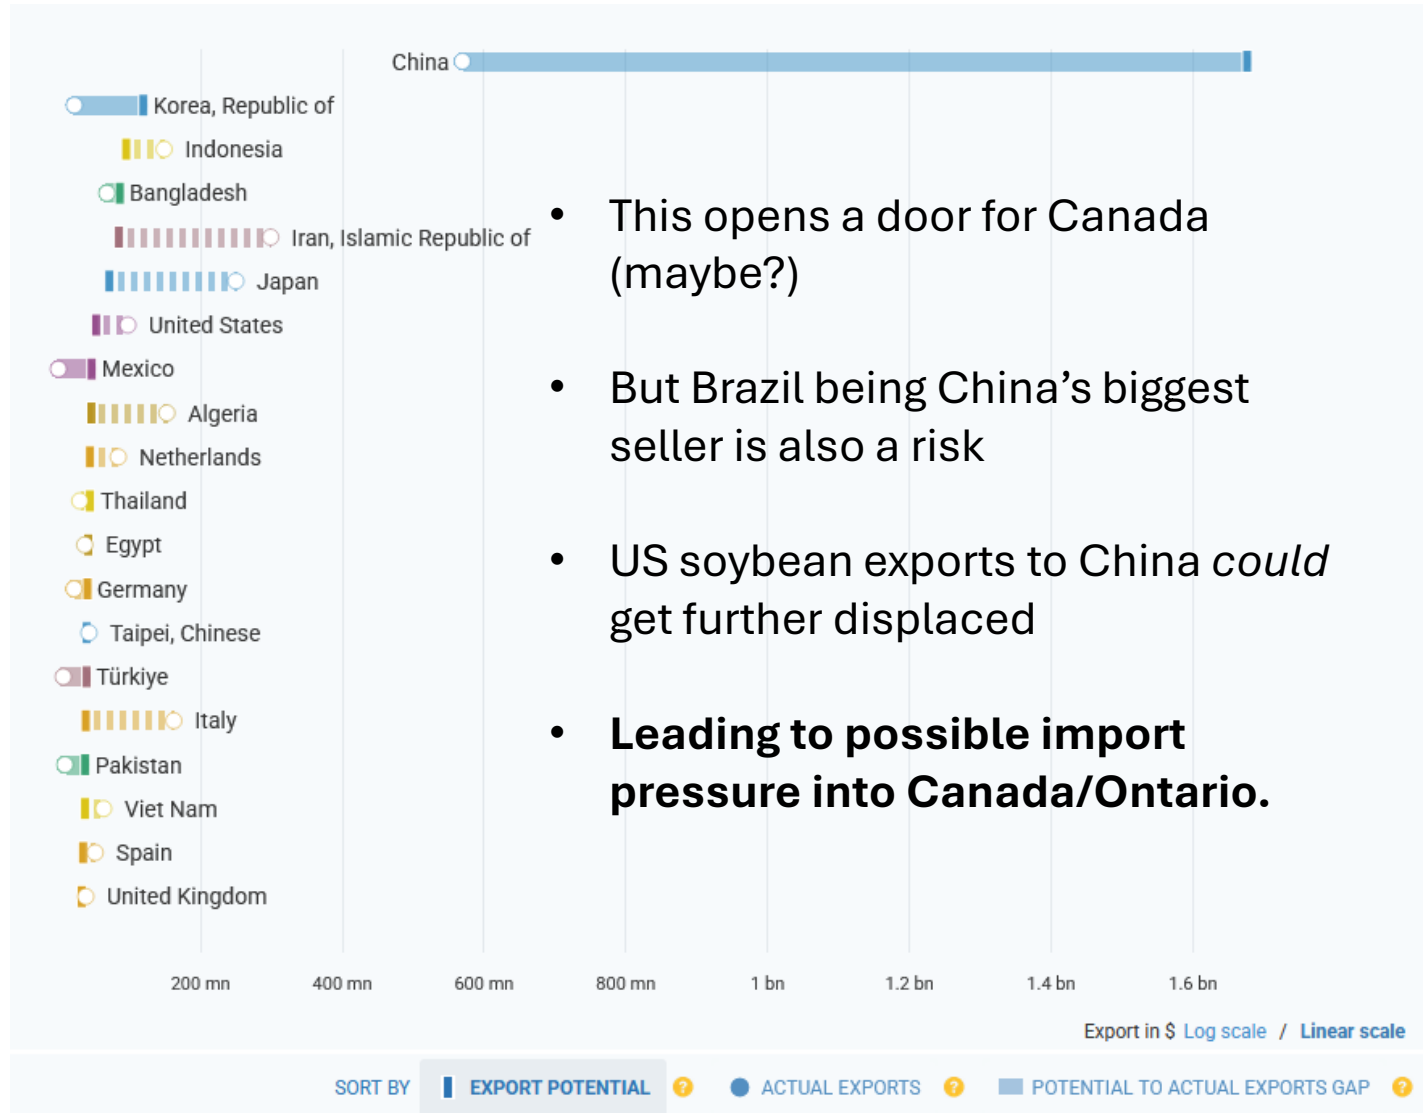 China
Korea, Republic of
Indonesia
Bangladesh
Iran, Islamic Republic of
Japan
United States
Mexico
Algeria
Netherlands
Thailand
Egypt
Germany
Taipei, Chinese
Türkiye
Italy
Pakistan
Viet Nam
Spain
United Kingdom
• This opens a door for Canada
(maybe?)
• But Brazil being China’s biggest
seller is also a risk
• US soybean exports to China could
get further displaced
• Leading to possible import
pressure into Canada/Ontario.
200 mn 400 mn 600 mn 800 mn 1 bn 1.2 bn 1.4 bn 1.6 bn
Export in $ Log scale / Linear scale
SORT BY EXPORT POTENTIAL ? ACTUAL EXPORTS ? POTENTIAL TO ACTUAL EXPORTS GAP ?